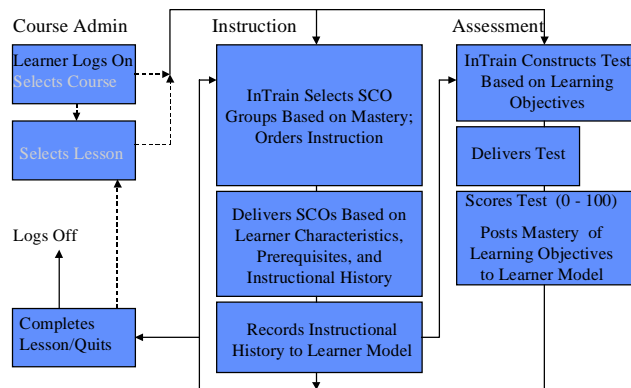 Course Admin
Instruction
Assessment
Learner Logs On
Selects Course
Selects Lesson
Logs Off
Completes
Lesson/Quits
InTrain Selects SCO
Groups Based on Mastery;
Orders Instruction
Delivers SCOs Based on
Learner Characteristics,
Prerequisites, and
Instructional History
Records Instructional
History to Learner Model
InTrain Constructs Test
Based on Learning
Objectives
Delivers Test
Scores Test (0 - 100)
Posts Mastery of
Learning Objectives
to Learner Model